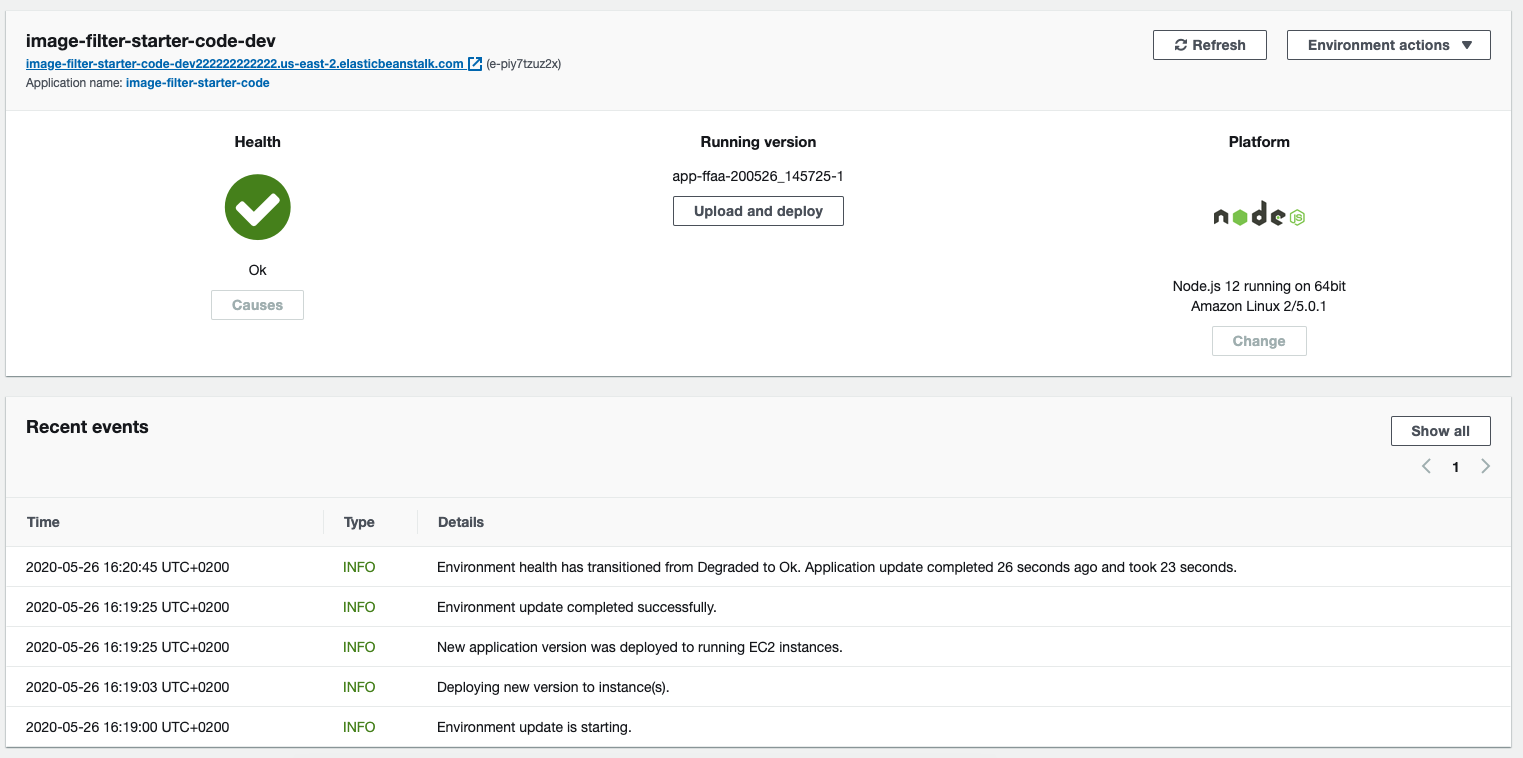 image-filter-starter-code-dev
image-filter-starter-code-dev222222222222.us-east-2.elasticbeanstalk.com (e-piy7tzuz2x)
Application name: image-filter-starter-code
Refresh
Environment actions
Health
Ok
Causes
Running version
app-ffaa-200526_145725-1
Upload and deploy
Platform
node JS
Node.js 12 running on 64bit
Amazon Linux 2/5.0.1
Change
Recent events
Show all
1
Time Type Details
2020-05-26 16:20:45 UTC+0200 INFO Environment health has transitioned from Degraded to Ok. Application update completed 26 seconds ago and took 23 seconds.
2020-05-26 16:19:25 UTC+0200 INFO Environment update completed successfully.
2020-05-26 16:19:25 UTC+0200 INFO New application version was deployed to running EC2 instances.
2020-05-26 16:19:03 UTC+0200 INFO Deploying new version to instance(s).
2020-05-26 16:19:00 UTC+0200 INFO Environment update is starting.